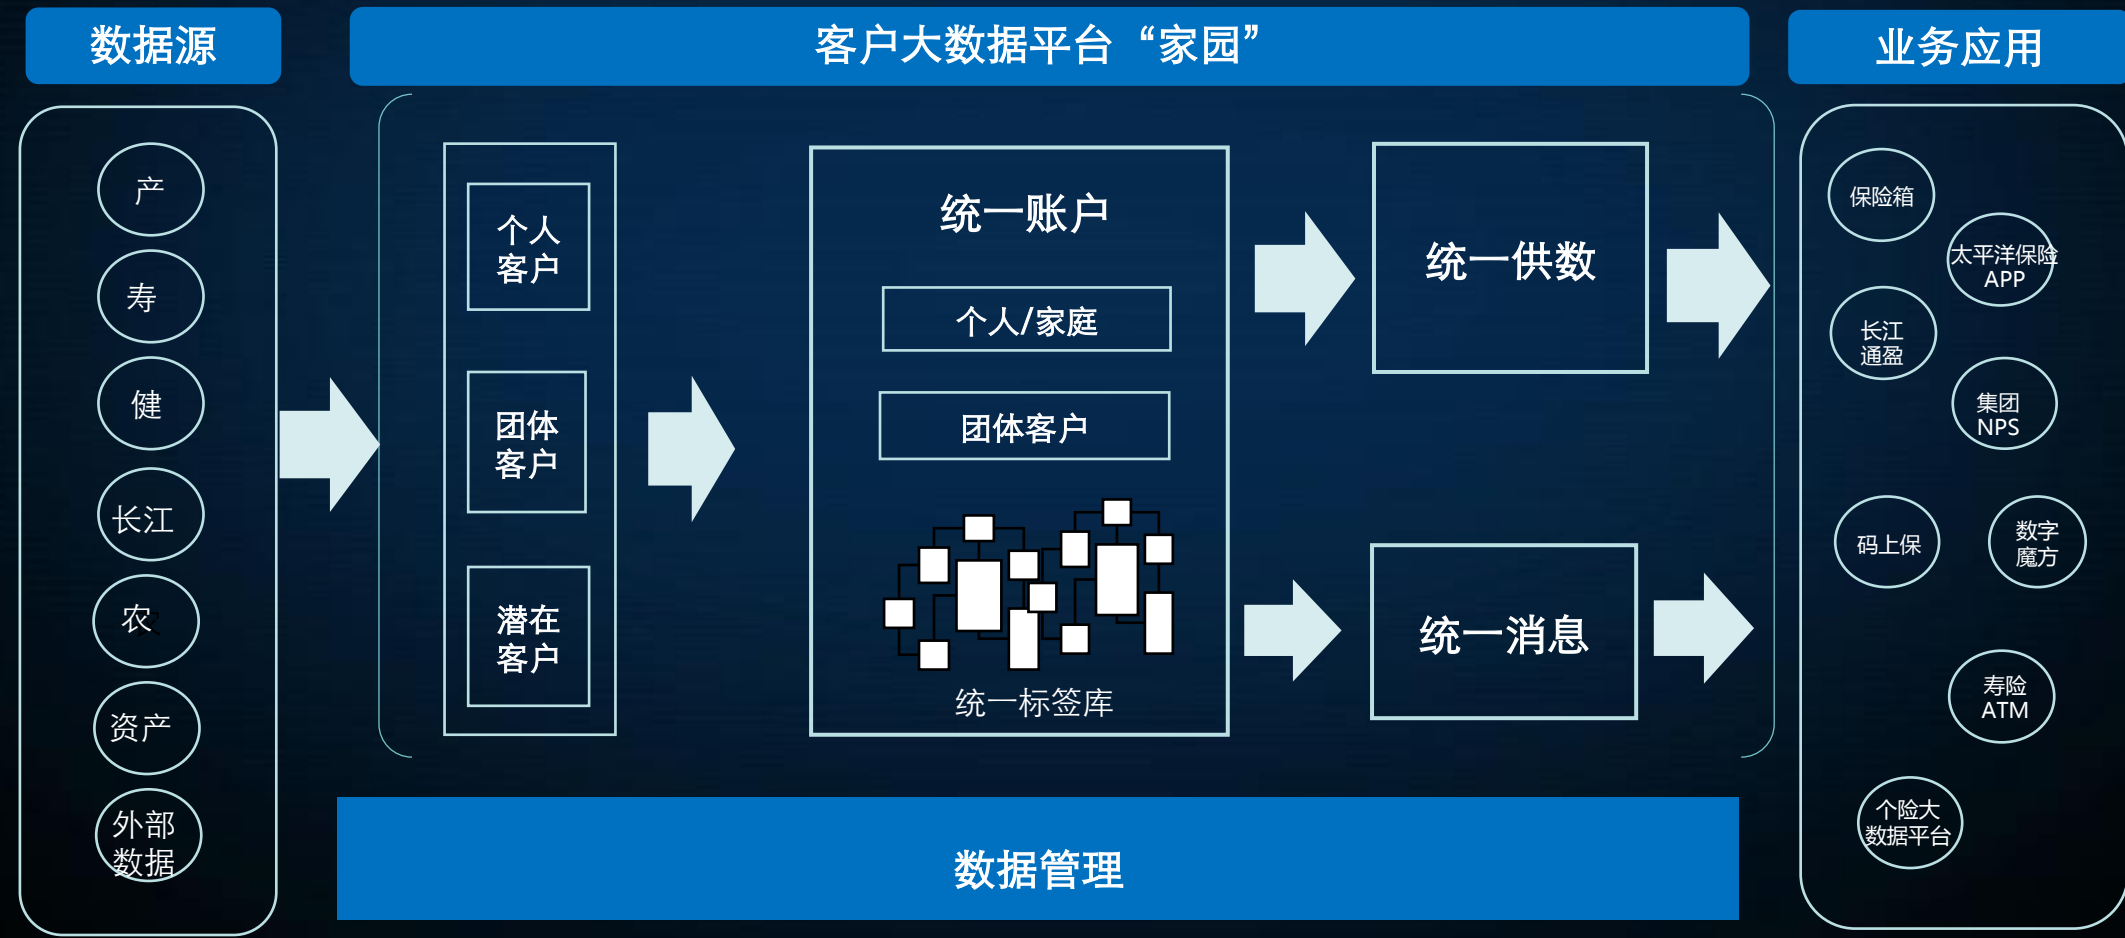 数据源
客户大数据平台“家园”
业务应用
产
寿
健
长江
农
资产
外部
数据
个人
客户
团体
客户
潜在
客户
统一账户
个人/家庭
团体客户
统一标签库
统一供数
统一消息
保险箱
太平洋保险
APP
长江
通盈
集团
NPS
码上保
数字
魔方
寿险
ATM
个险大
数据平台
数据管理